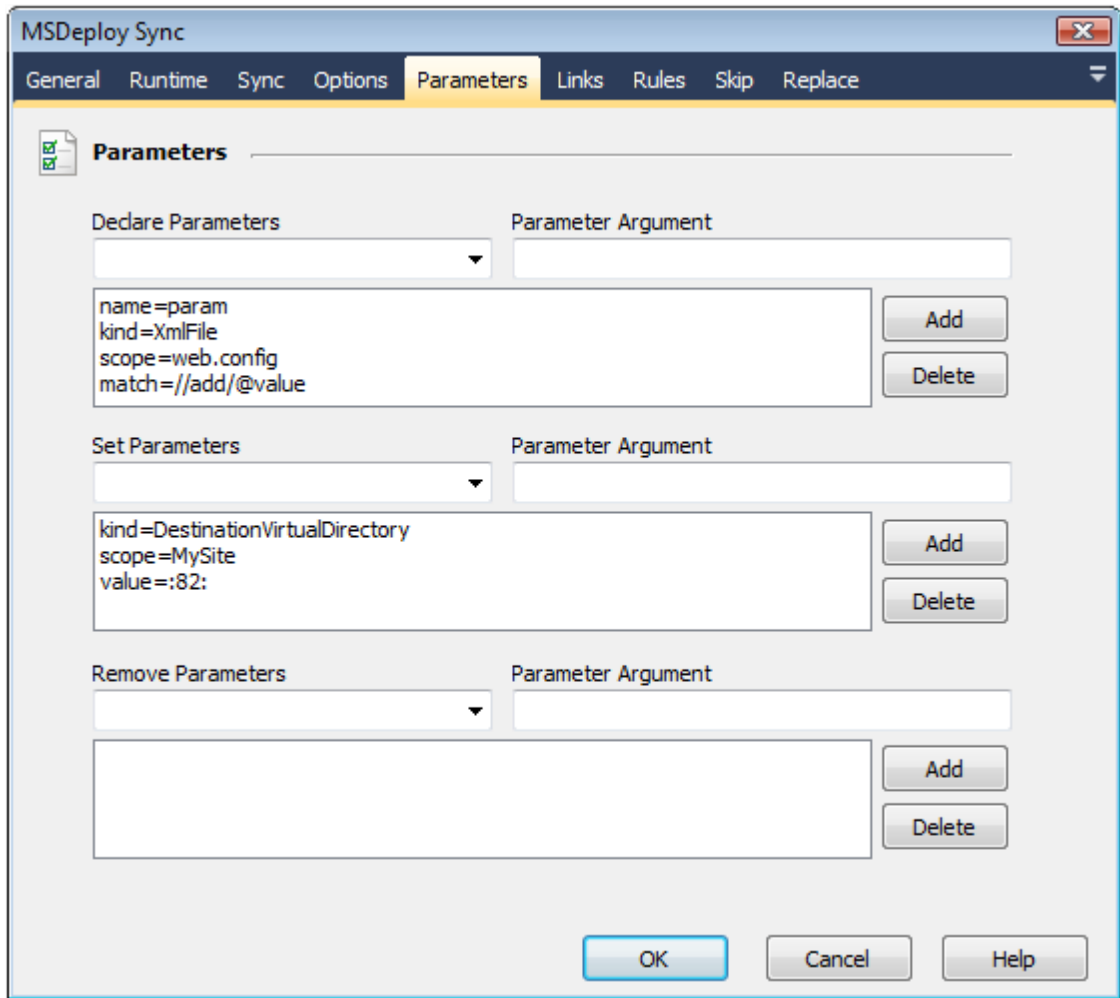 MSDeploy Sync
General Runtime Sync Options Parameters Links Rules Skip Replace
Parameters
Declare Parameters Parameter Argument
name=param
kind=XmlFile
scope=web.config
match=//add/@value
Add
Delete
Set Parameters Parameter Argument
kind=DestinationVirtualDirectory
scope=MySite
value=:82:
Add
Delete
Remove Parameters Parameter Argument
Add
Delete
OK Cancel Help